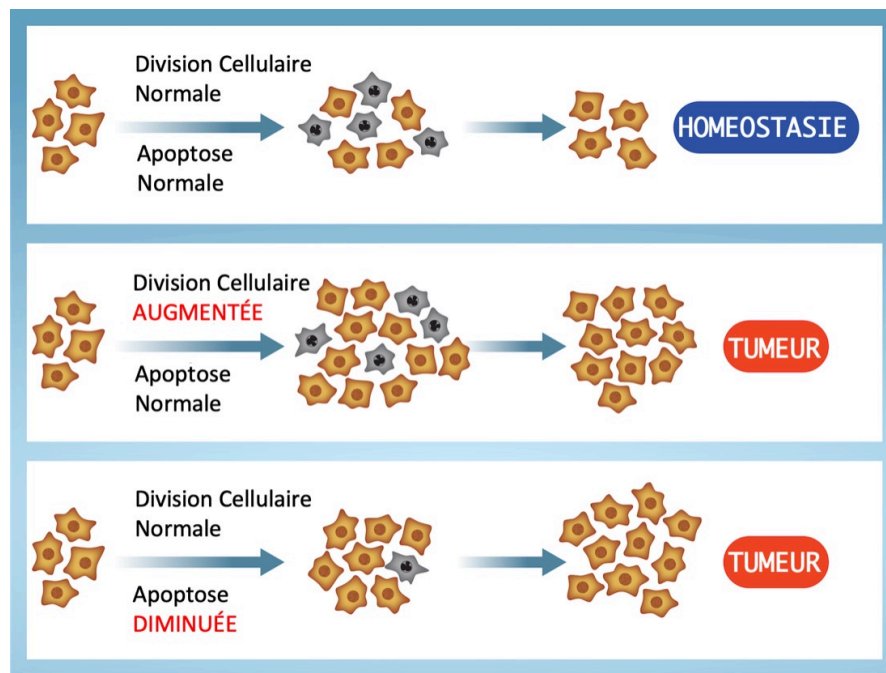 Division Cellulaire
Normale
Apoptose
Normale
HOMEOSTASIE
Division Cellulaire
AUGMENTÉE
Apoptose
Normale
TUMEUR
Division Cellulaire
Normale
Apoptose
DIMINUÉE
TUMEUR